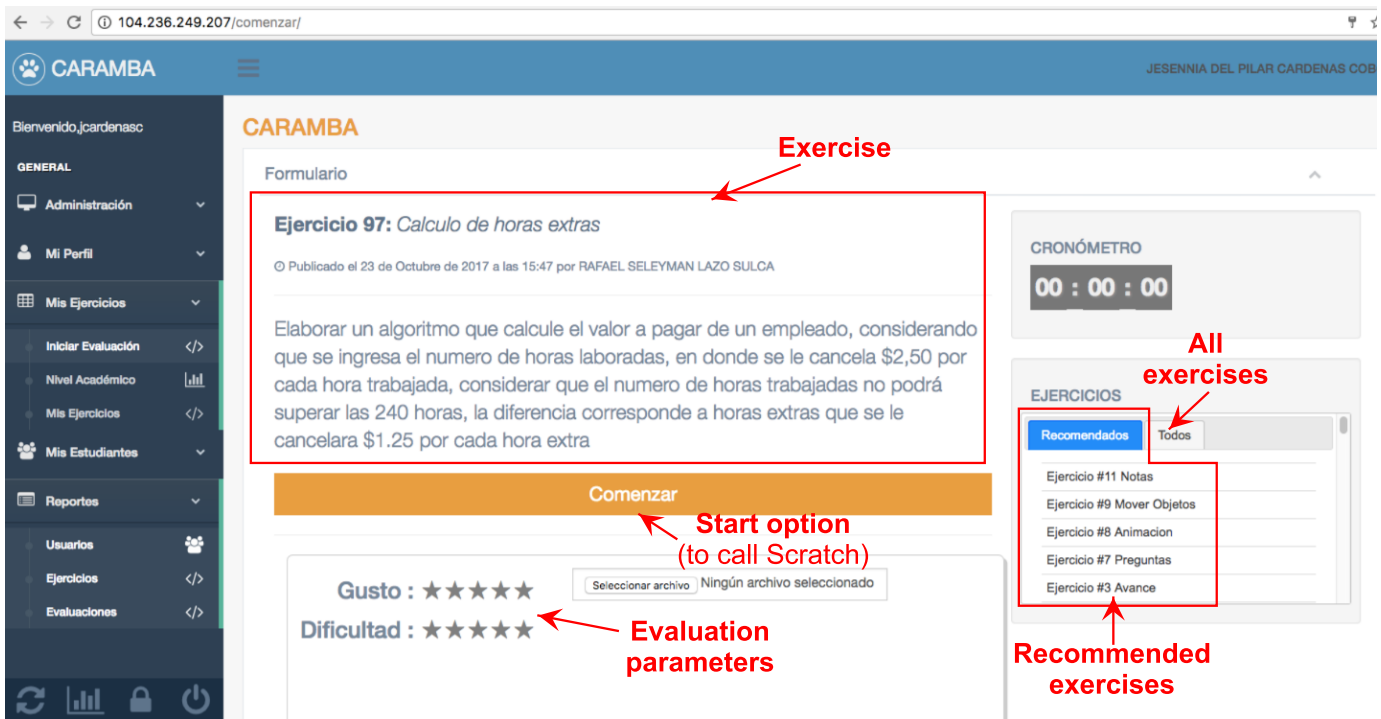 104.236.249.207/comenzar/
CARAMBA
JESENNIA DEL PILAR CARDENAS COB
Bienvenido,jcardenasc
GENERAL
Administración
Mi Perfil
Mis Ejercicios
Iniciar Evaluación
Nivel Académico
Mis Ejercicios
Mis Estudiantes
Reportes
Usuarios
Ejercicios
Evaluaciones
CARAMBA
Exercise
Formulario
Ejercicio 97: Calculo de horas extras
Publicado el 23 de Octubre de 2017 a las 15:47 por RAFAEL SELEYMAN LAZO SULCA
Elaborar un algoritmo que calcule el valor a pagar de un empleado, considerando
que se ingresa el numero de horas laboradas, en donde se le cancela $2,50 por
cada hora trabajada, considerar que el numero de horas trabajadas no podrá
superar las 240 horas, la diferencia corresponde a horas extras que se le
cancelara $1.25 por cada hora extra
Comenzar
Start option
(to call Scratch)
Gusto : ★★★★★
Seleccionar archivo Ningún archivo seleccionado
Dificultad : ★★★★★
Evaluation
parameters
CRONÓMETRO
00 : 00 : 00
All
exercises
EJERCICIOS
Recomendados Todos
Ejercicio #11 Notas
Ejercicio #9 Mover Objetos
Ejercicio #8 Animacion
Ejercicio #7 Preguntas
Ejercicio #3 Avance
Recommended
exercises